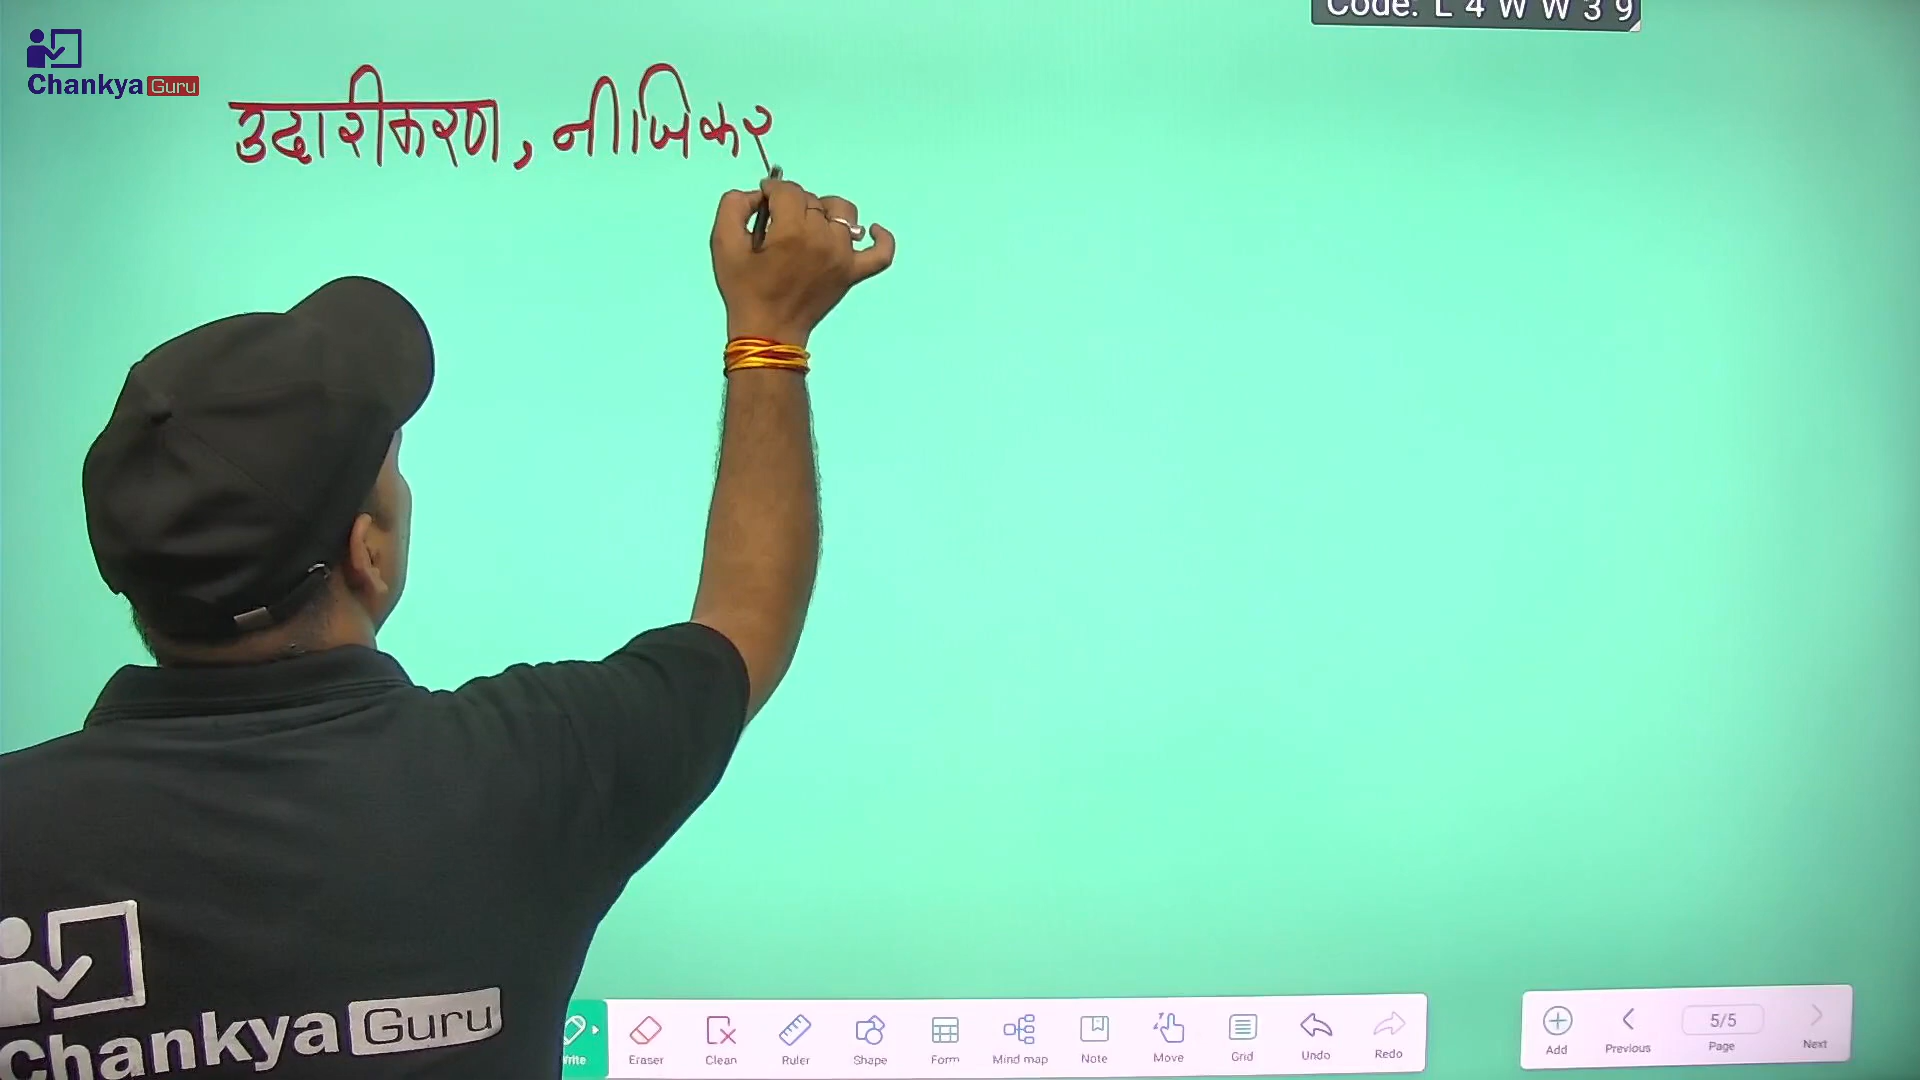 Code: L 4 W W 3 9
Chankya Guru
उदारीकरण, नीजिकर
Chankya Guru
Write Eraser Clean Ruler Shape Form Mind map Note Move Grid Undo Redo
Add Previous 5/5 Page Next